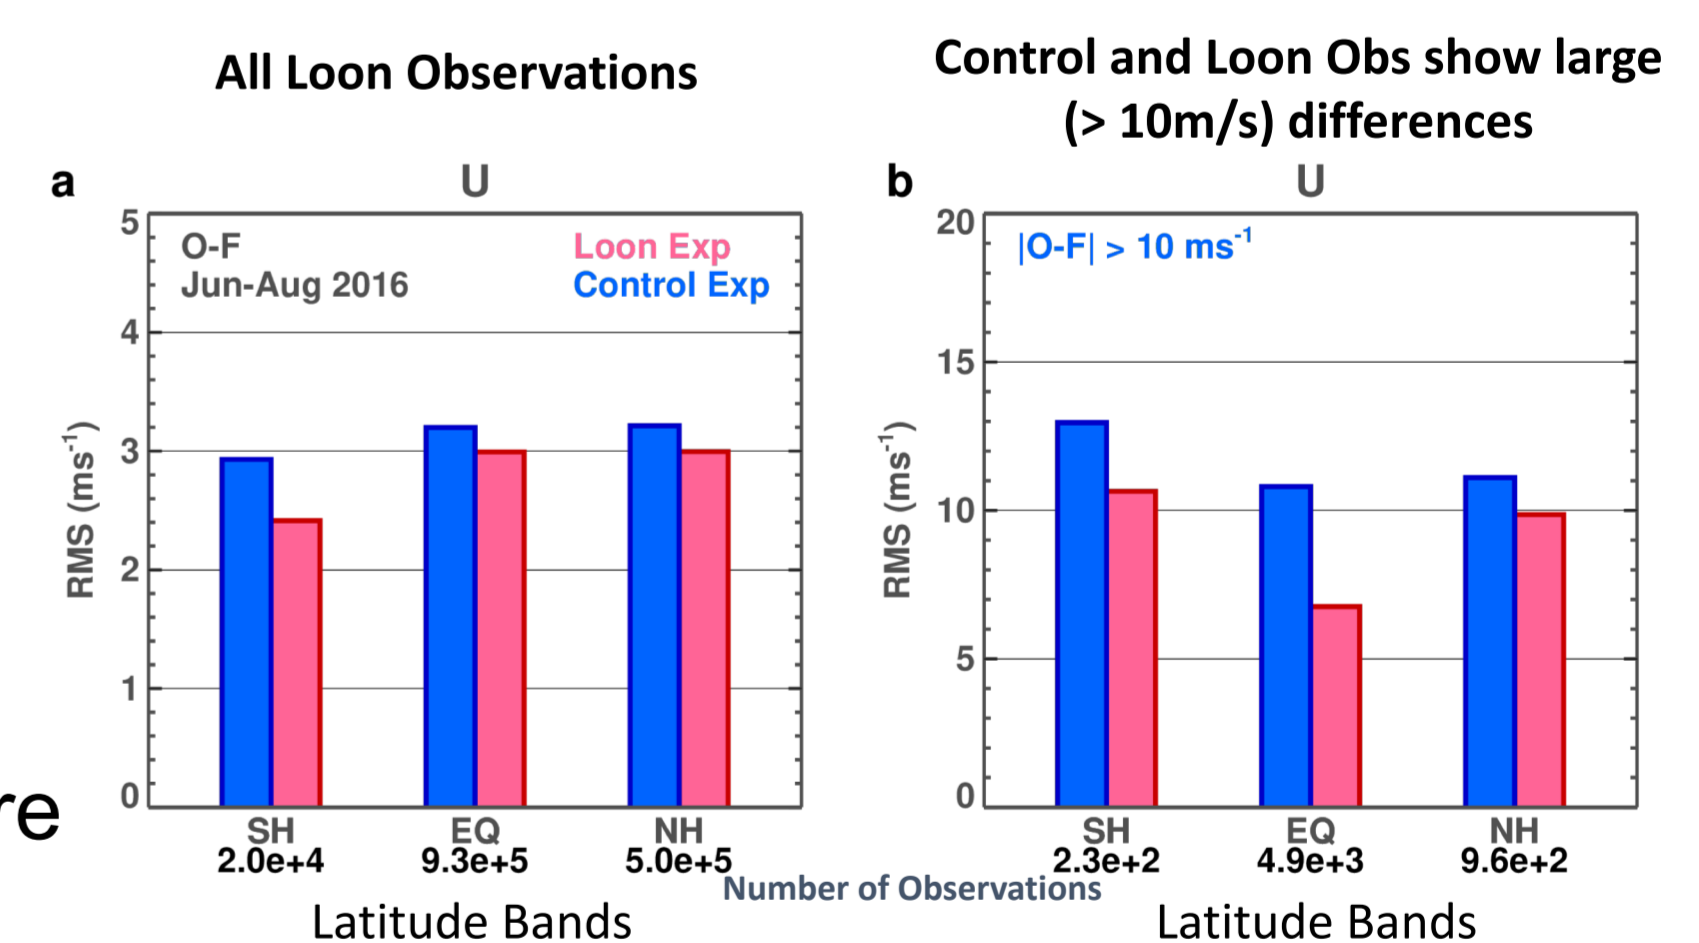 All Loon Observations
Control and Loon Obs show large
(> 10m/s) differences
a
U
O-F
Jun-Aug 2016
Loon Exp
Control Exp
5
4
3
2
1
0
RMS (ms⁻¹)
SH
EQ
NH
2.0e+4
9.3e+5
5.0e+5
Latitude Bands
b
U
|O-F| > 10 ms⁻¹
20
15
10
5
0
RMS (ms⁻¹)
SH
EQ
NH
2.3e+2
4.9e+3
9.6e+2
Number of Observations
Latitude Bands
re